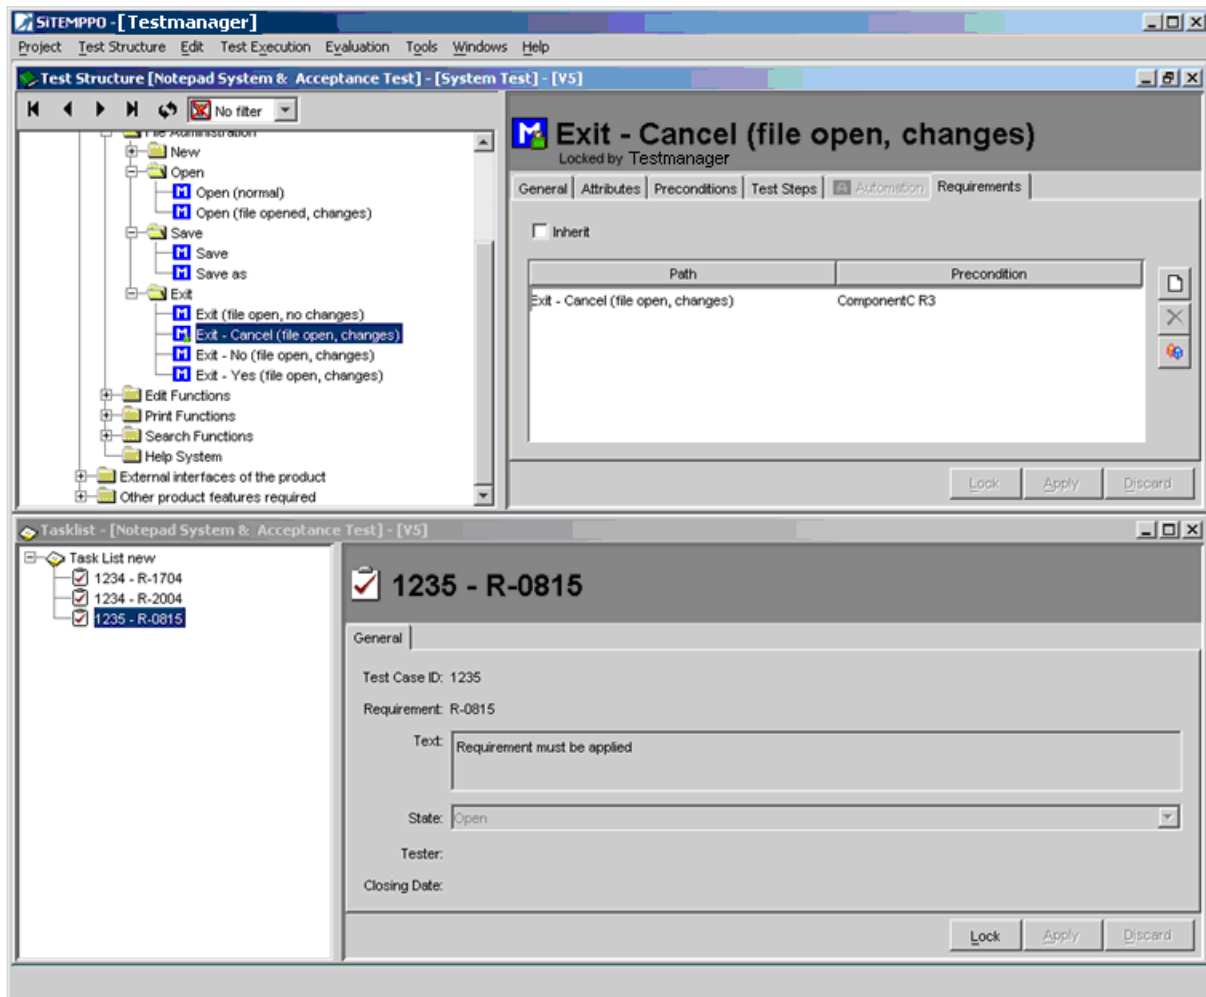 SiTEMPPO - [Testmanager]
Project Test Structure Edit Test Execution Evaluation Tools Windows Help
Test Structure [Notepad System & Acceptance Test] - [System Test] - [V5]
No filter
File Administration
New
Open
Open (normal)
Open (file opened, changes)
Save
Save
Save as
Exit
Exit (file open, no changes)
Exit - Cancel (file open, changes)
Exit - No (file open, changes)
Exit - Yes (file open, changes)
Edit Functions
Print Functions
Search Functions
Help System
External interfaces of the product
Other product features required
Exit - Cancel (file open, changes)
Locked by Testmanager
General Attributes Preconditions Test Steps Automation Requirements
Inherit
Path Precondition
Exit - Cancel (file open, changes) ComponentC R3
Lock Apply Discard
Tasklist - [Notepad System & Acceptance Test] - [V5]
Task List new
1234 - R-1704
1234 - R-2004
1235 - R-0815
1235 - R-0815
General
Test Case ID: 1235
Requirement: R-0815
Text: Requirement must be applied
State: Open
Tester:
Closing Date:
Lock Apply Discard